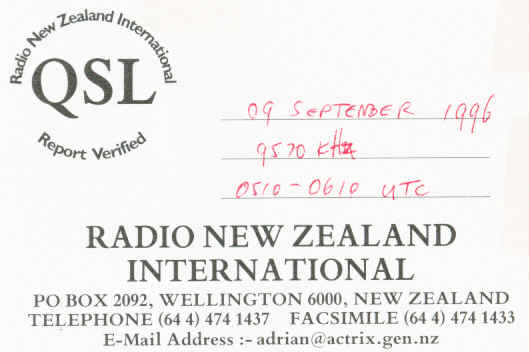 Radio New Zealand International
QSL
Report Verified
09 SEPTEMBER 1996
9570 KHz
0510-0610 UTC
RADIO NEW ZEALAND
INTERNATIONAL
PO BOX 2092, WELLINGTON 6000, NEW ZEALAND
TELEPHONE (64 4) 474 1437 FACSIMILE (64 4) 474 1433
E-Mail Address :- adrian@actrix.gen.nz